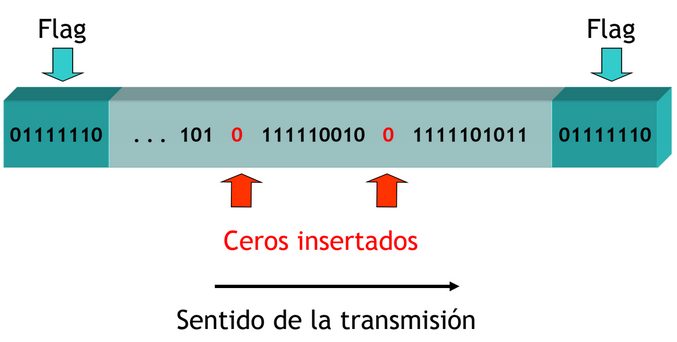 Flag Flag
01111110 ... 101 0 111110010 0 1111101011 01111110
Ceros insertados
Sentido de la transmisión